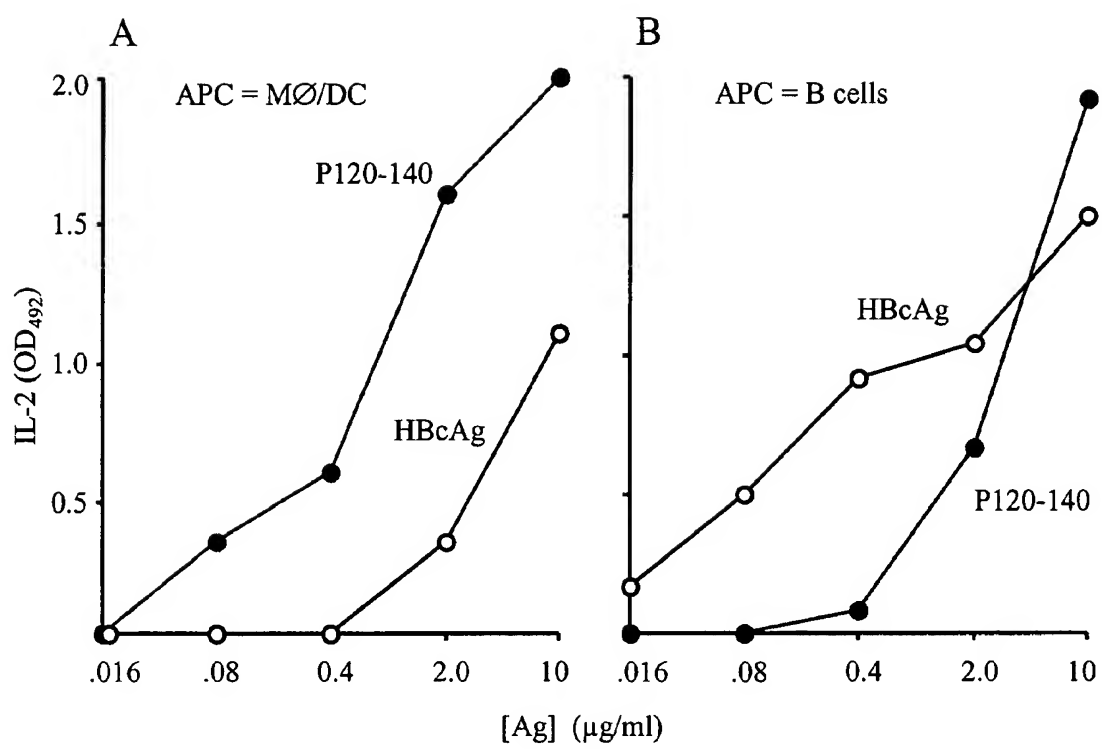 A
B
APC = MØ/DC
APC = B cells
P120-140
HBcAg
HBcAg
P120-140
IL-2 (OD492)
2.0
1.5
1.0
0.5
.016 .08 0.4 2.0 10
.016 .08 0.4 2.0 10
[Ag] (µg/ml)